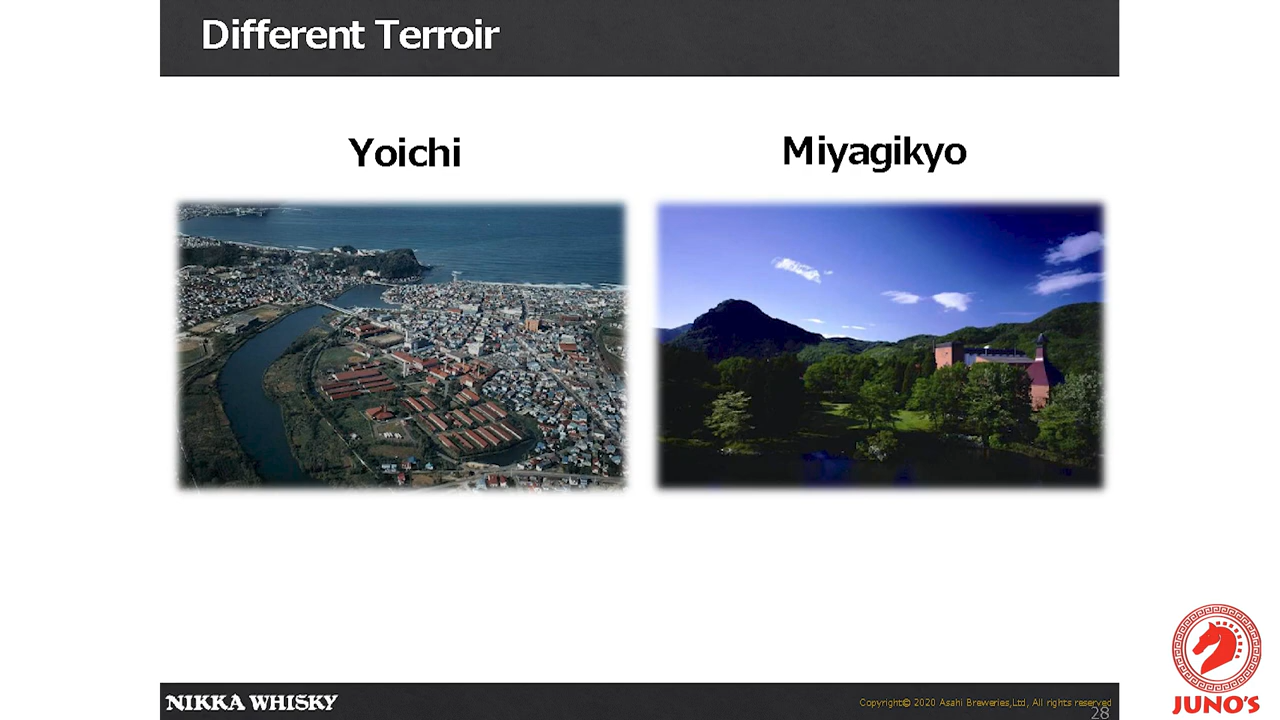 Different Terroir
Yoichi
Miyagikyo
NIKKA WHISKY
Copyright© 2020 Asahi Breweries,Ltd, All rights reserved
28
JUNO'S